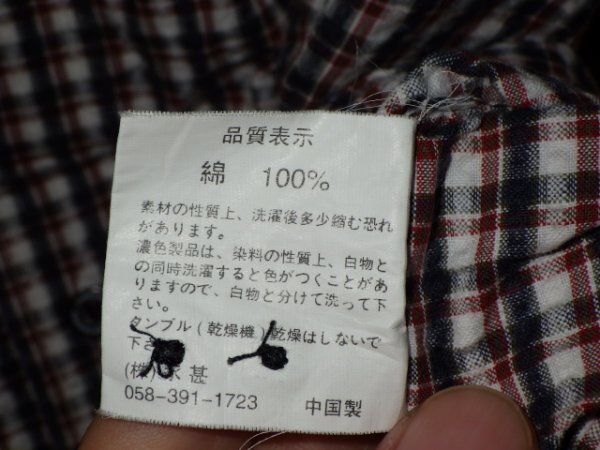 品質表示
綿 100%
素材の性質上、洗濯後多少縮む恐れ
があります。
濃色製品は、染料の性質上、白物と
の同時洗濯すると色がつくことがあ
りますので、白物と分けて洗って下
さい。
タンブル(乾燥機)乾燥はしないで
下さ
(株) 甚
058-391-1723 中国製